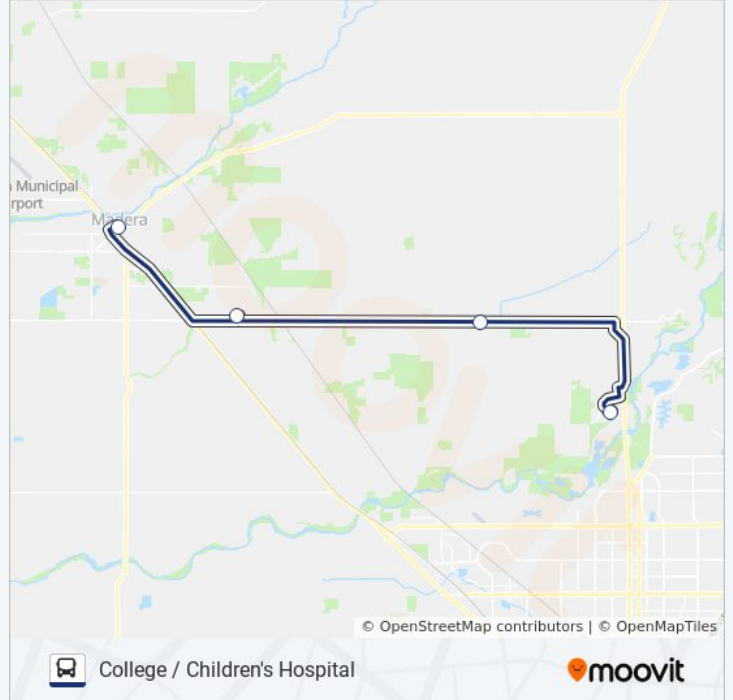 n Municipal
rport
Madera
© OpenStreetMap contributors | © OpenMapTiles
College / Children's Hospital
moovit